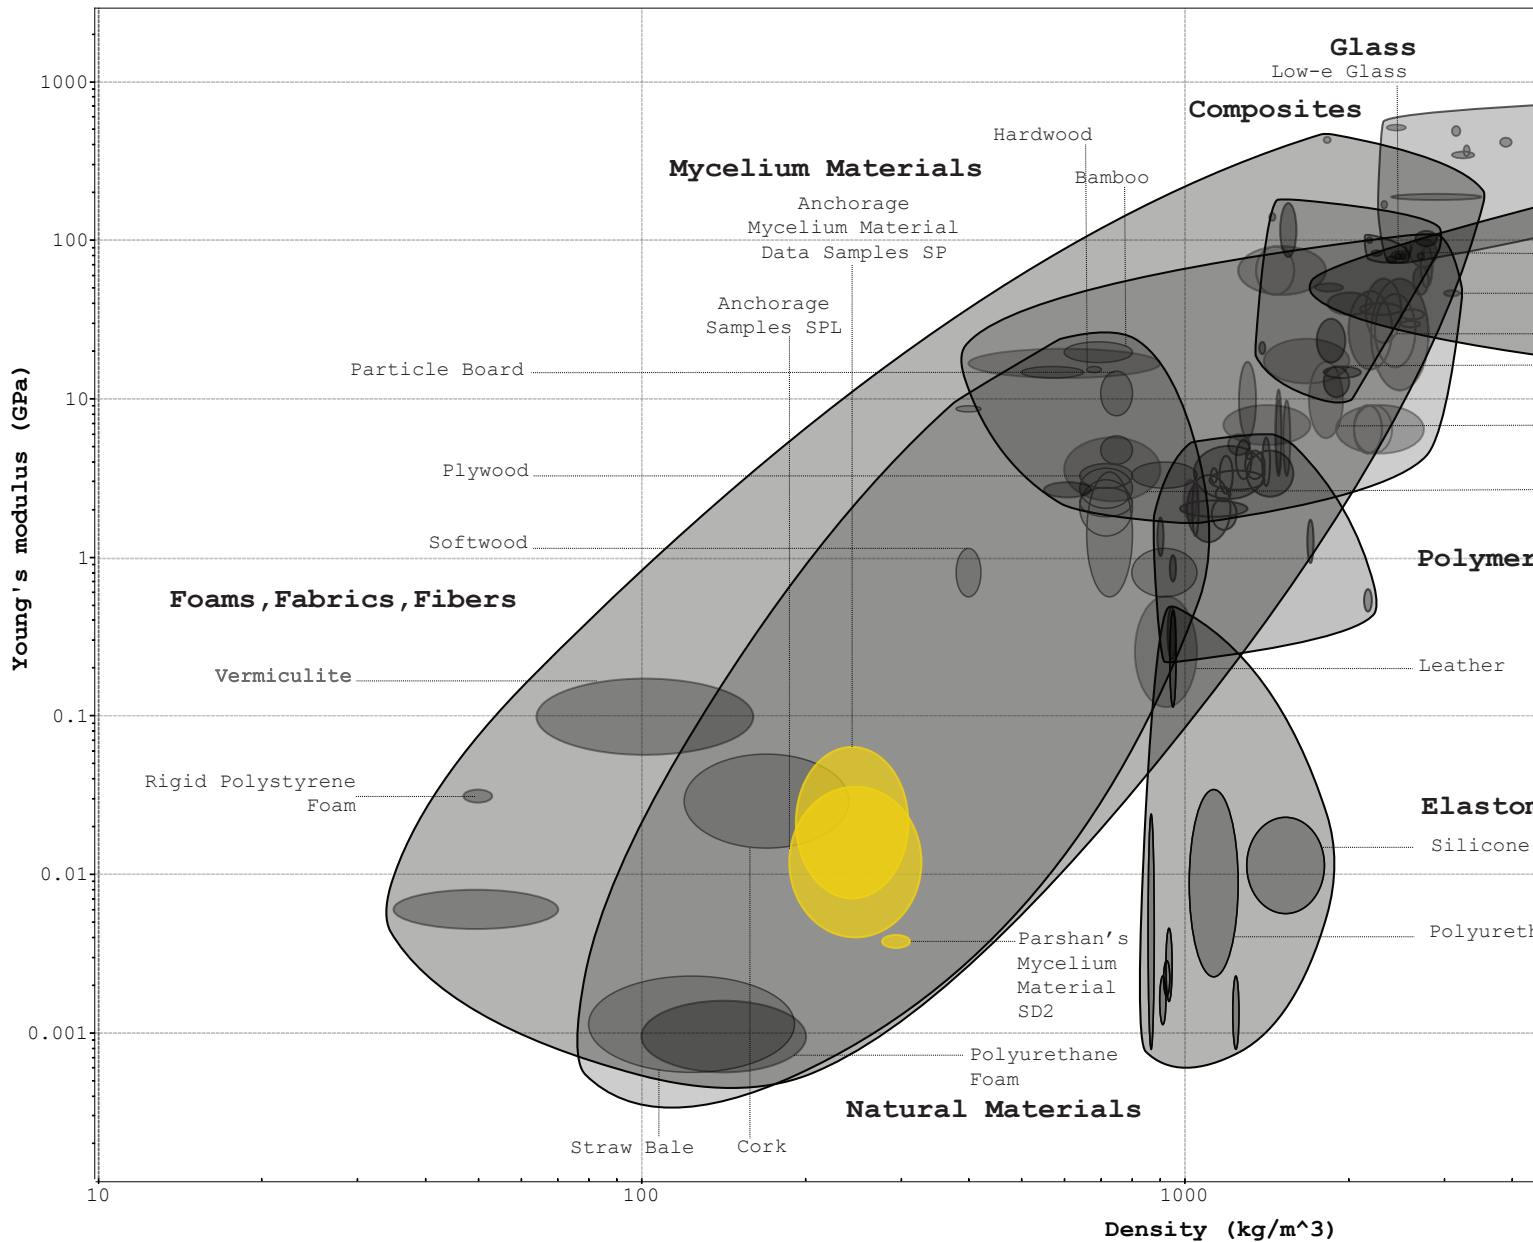 Glass
Low-e Glass
1000
Composites
Hardwood
Mycelium Materials
Bamboo
Anchorage
Mycelium Material
Data Samples SP
100
Anchorage
Samples SPL
Particle Board
10
Young's modulus (GPa)
Plywood
Softwood
1
Polymer
Foams,Fabrics,Fibers
Leather
Vermiculite
0.1
Rigid Polystyrene
Foam
Elaston
Silicone
0.01
Polyureth
Parshan’s
Mycelium
Material
SD2
0.001
Polyurethane
Foam
Natural Materials
Straw Bale
Cork
10
100
1000
Density (kg/m^3)